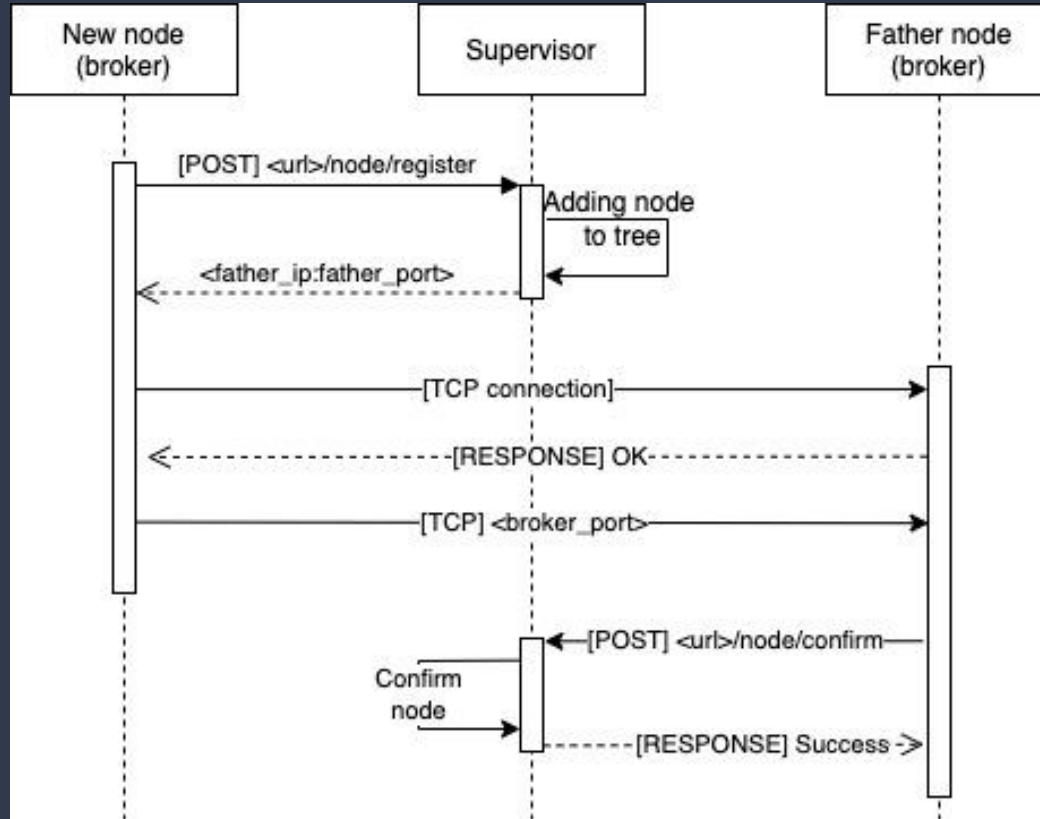 New node
(broker)
Supervisor
Father node
(broker)
[POST] <url>/node/register
Adding node
to tree
<father_ip:father_port>
[TCP connection]
[RESPONSE] OK
[TCP] <broker_port>
[POST] <url>/node/confirm
Confirm
node
[RESPONSE] Success